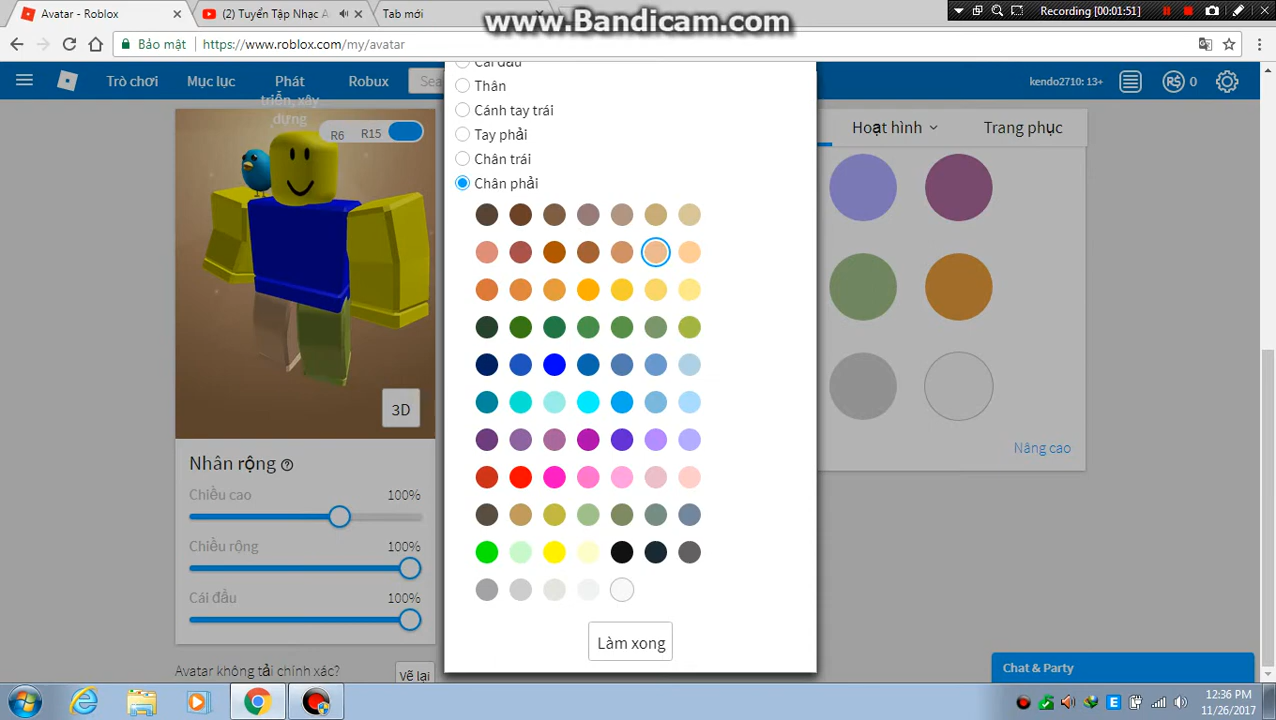 Avatar - Roblox
(2) Tuyển Tập Nhạc A
Tab mới
www.Bandicam.com
Recording [00:01:51]
Bảo mật
https://www.roblox.com/my/avatar
Trò chơi
Mục lục
Phát triển, xây dựng
Robux
Sea
kendo2710: 13+
R$ 0
R6
R15
3D
Nhân rộng
Chiều cao
100%
Chiều rộng
100%
Cái đầu
100%
Avatar không tải chính xác?
Vẽ lại
Cái đầu
Thân
Cánh tay trái
Tay phải
Chân trái
Chân phải
Làm xong
Hoạt hình
Trang phục
Nâng cao
Chat & Party
12:36 PM
11/26/2017